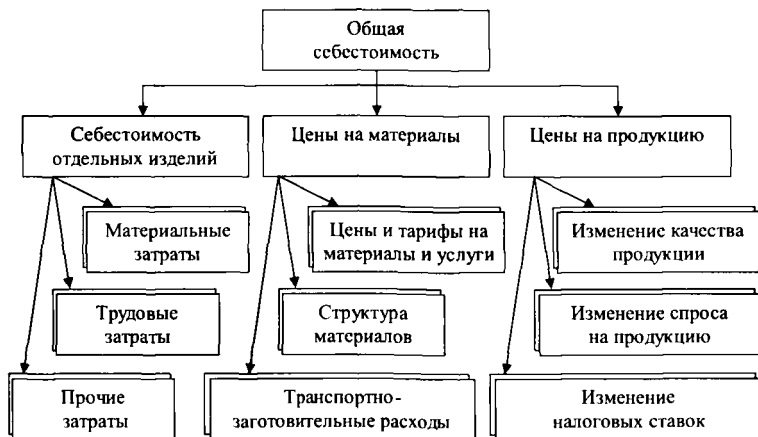 Общая
себестоимость
Себестоимость
отдельных изделий
Цены на материалы
Цены на продукцию
Материальные
затраты
Цены и тарифы на
материалы и услуги
Изменение качества
продукции
Трудовые
затраты
Структура
материалов
Изменение спроса
на продукцию
Прочие
затраты
Транспортно-
заготовительные расходы
Изменение
налоговых ставок